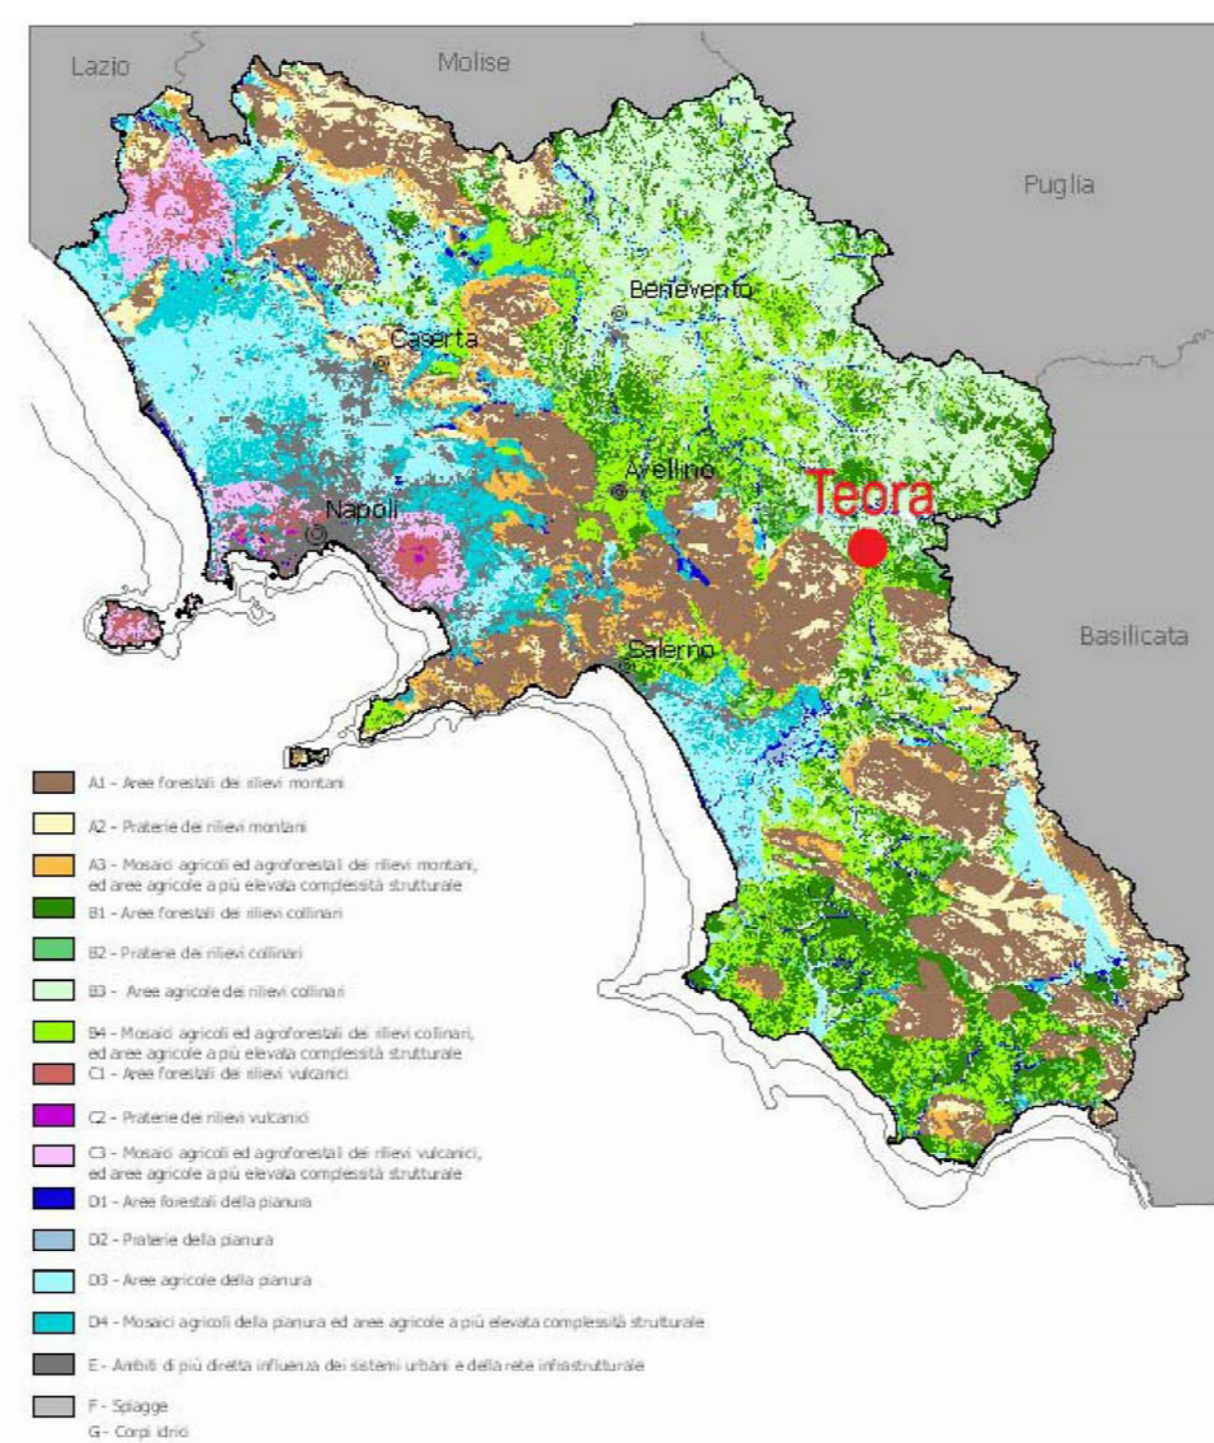 Lazio
Molise
Puglia
Benevento
Caserta
Avellino
Teora
Napoli
Salerno
Basilicata
A1 - Aree forestali dei rilievi montani
A2 - Praterie dei rilievi montani
A3 - Mosaici agricoli ed agroforestali dei rilievi montani,
ed aree agricole a più elevata complessità strutturale
B1 - Aree forestali dei rilievi collinari
B2 - Praterie dei rilievi collinari
B3 - Aree agricole dei rilievi collinari
B4 - Mosaici agricoli ed agroforestali dei rilievi collinari,
ed aree agricole a più elevata complessità strutturale
C1 - Aree forestali dei rilievi vulcanici
C2 - Praterie dei rilievi vulcanici
C3 - Mosaici agricoli ed agroforestali dei rilievi vulcanici,
ed aree agricole a più elevata complessità strutturale
D1 - Aree forestali della pianura
D2 - Praterie della pianura
D3 - Aree agricole della pianura
D4 - Mosaici agricoli della pianura ed aree agricole a più elevata complessità strutturale
E - Ambiti di più diretta influenza dei sistemi urbani e della rete infrastrutturale
F - Spiagge
G - Corpi idrici